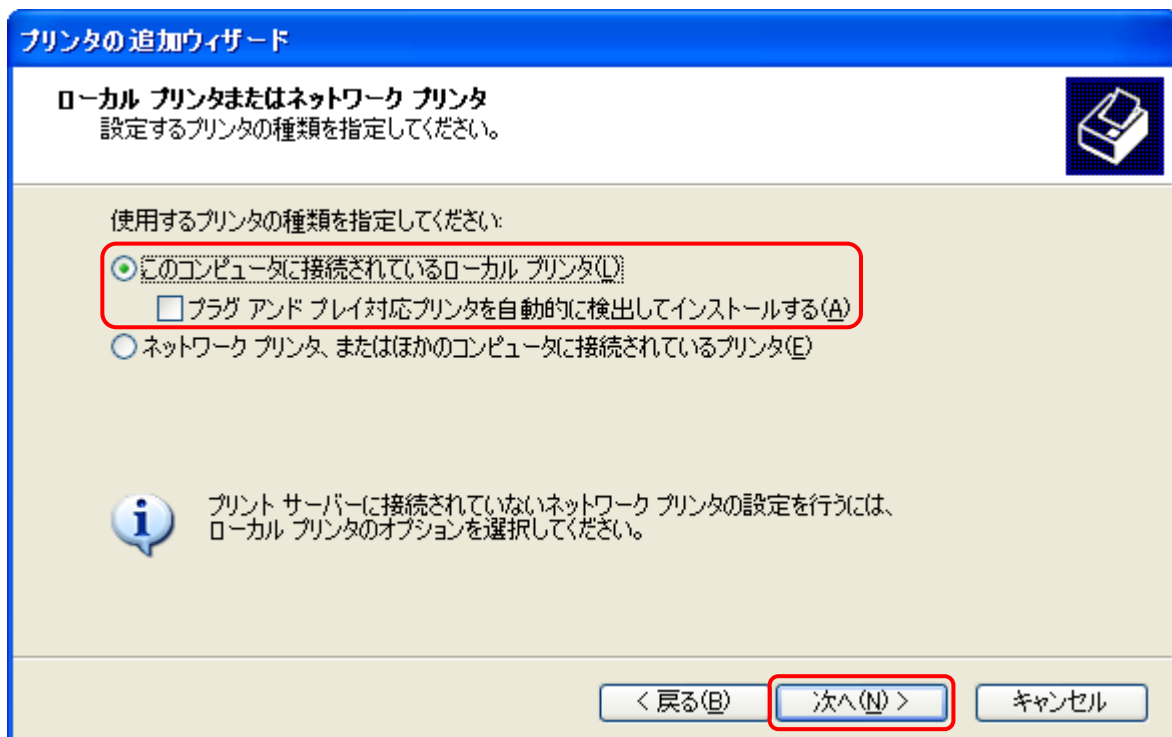 プリンタの追加ウィザード
ローカル プリンタまたはネットワーク プリンタ
設定するプリンタの種類を指定してください。
使用するプリンタの種類を指定してください:
このコンピュータに接続されているローカル プリンタ(L)
プラグ アンド プレイ対応プリンタを自動的に検出してインストールする(A)
ネットワーク プリンタ、またはほかのコンピュータに接続されているプリンタ(E)
プリント サーバーに接続されていないネットワーク プリンタの設定を行うには、
ローカル プリンタのオプションを選択してください。
< 戻る(B) 次へ(N) > キャンセル